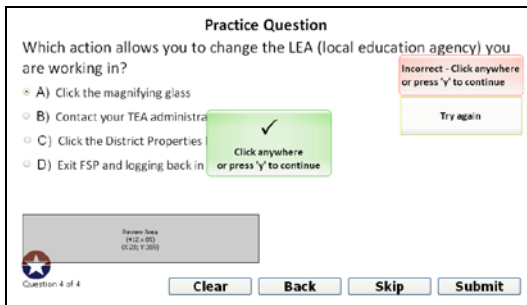 Practice Question
Which action allows you to change the LEA (local education agency) you
are working in?
Incorrect - Click anywhere
or press 'y' to continue
A) Click the magnifying glass
B) Contact your TEA administra
Try again
✓
C) Click the District Properties
Click anywhere
or press 'y' to continue
D) Exit FSP and logging back in
Review Area
Question 4 of 4
Clear
Back
Skip
Submit